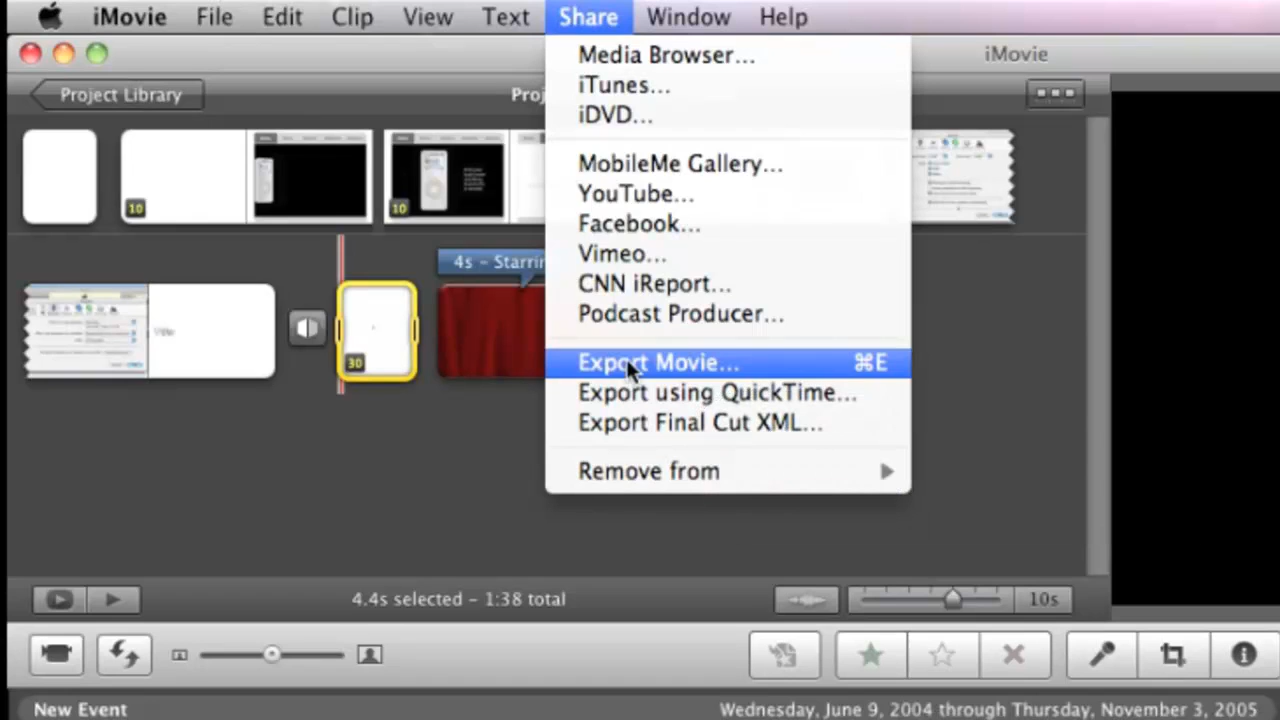 iMovie File Edit Clip View Text Share Window Help
iMovie
Project Library
Proj
Media Browser...
iTunes...
iDVD...
MobileMe Gallery...
YouTube...
Facebook...
Vimeo...
CNN iReport...
Podcast Producer...
Export Movie... ⌘E
Export using QuickTime...
Export Final Cut XML...
Remove from
10
10
4s - Starrin
30
4.4s selected - 1:38 total
10s
New Event
Wednesday, June 9, 2004 through Thursday, November 3, 2005